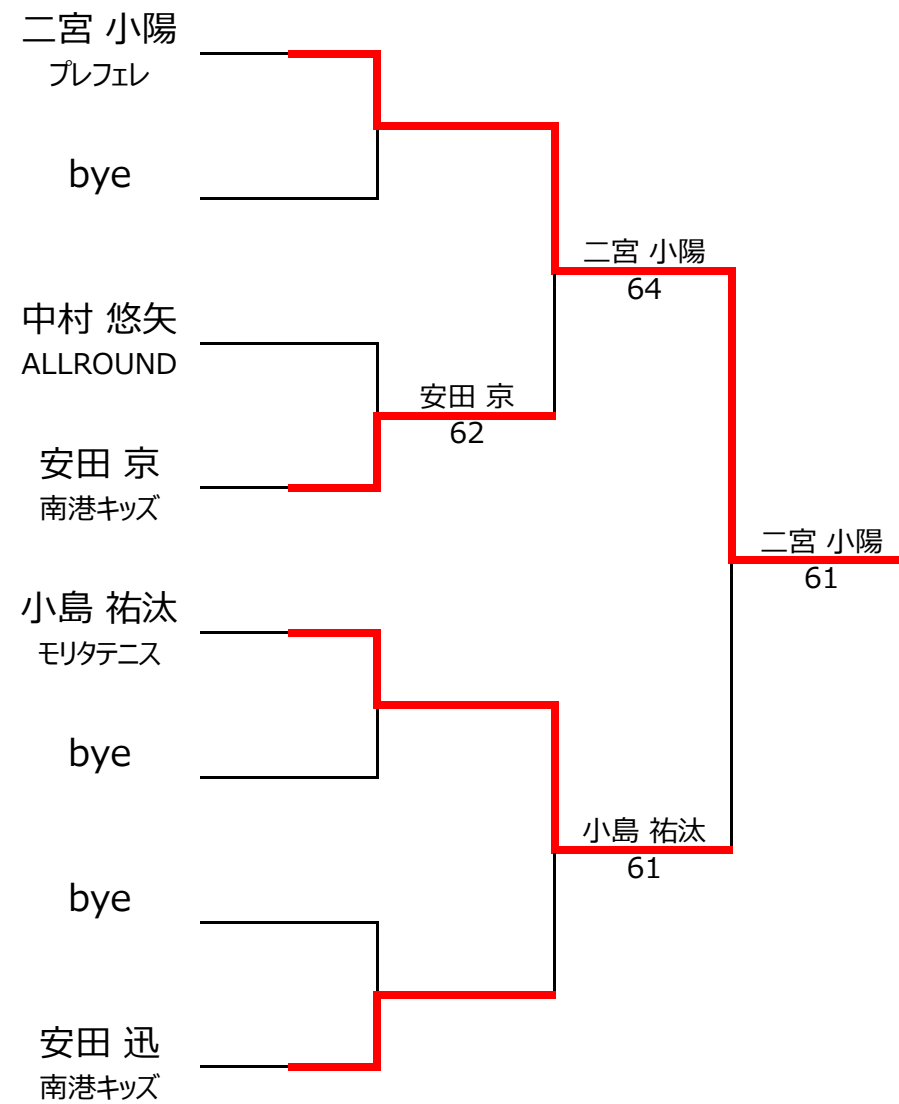 二宮 小陽
プレフェレ
bye
二宮 小陽
64
中村 悠矢
ALLROUND
安田 京
62
安田 京
南港キッズ
二宮 小陽
61
小島 祐汰
モリタテニス
bye
小島 祐汰
61
bye
安田 迅
南港キッズ